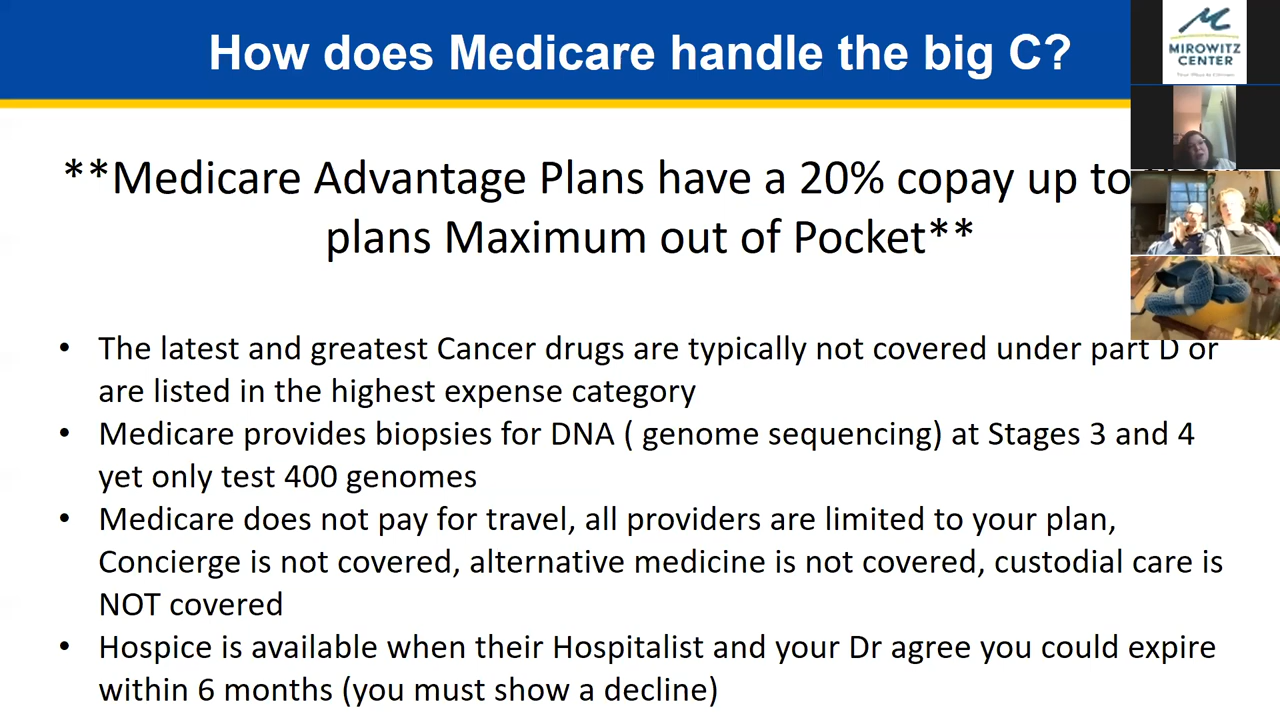 How does Medicare handle the big C?
MIROWITZ
CENTER
**Medicare Advantage Plans have a 20% copay up to
plans Maximum out of Pocket**
• The latest and greatest Cancer drugs are typically not covered under part D or
are listed in the highest expense category
• Medicare provides biopsies for DNA ( genome sequencing) at Stages 3 and 4
yet only test 400 genomes
• Medicare does not pay for travel, all providers are limited to your plan,
Concierge is not covered, alternative medicine is not covered, custodial care is
NOT covered
• Hospice is available when their Hospitalist and your Dr agree you could expire
within 6 months (you must show a decline)